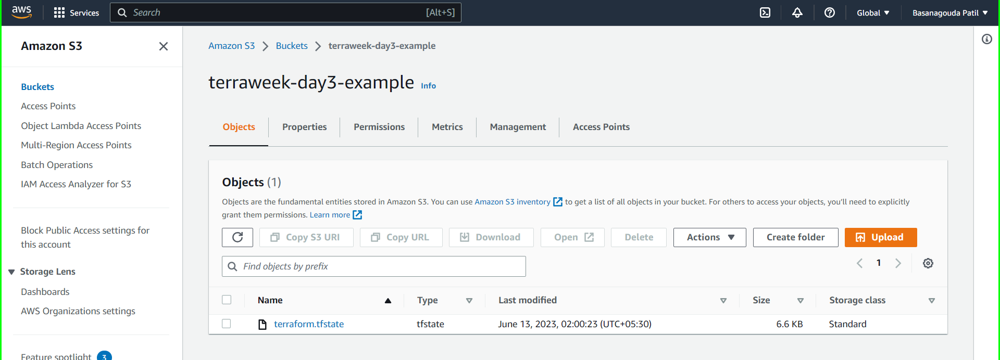 aws Services Search [Alt+S] Global Basanagouda Patil
Amazon S3
Buckets
Access Points
Object Lambda Access Points
Multi-Region Access Points
Batch Operations
IAM Access Analyzer for S3
Block Public Access settings for
this account
Storage Lens
Dashboards
AWS Organizations settings
Feature spotlight 3
Amazon S3 Buckets terraweek-day3-example
terraweek-day3-example Info
Objects Properties Permissions Metrics Management Access Points
Objects (1)
Objects are the fundamental entities stored in Amazon S3. You can use Amazon S3 inventory to get a list of all objects in your bucket. For others to access your objects, you’ll need to explicitly
grant them permissions. Learn more
Copy S3 URI Copy URL Download Open Delete Actions Create folder Upload
Find objects by prefix 1
Name Type Last modified Size Storage class
terraform.tfstate tfstate June 13, 2023, 02:00:23 (UTC+05:30) 6.6 KB Standard